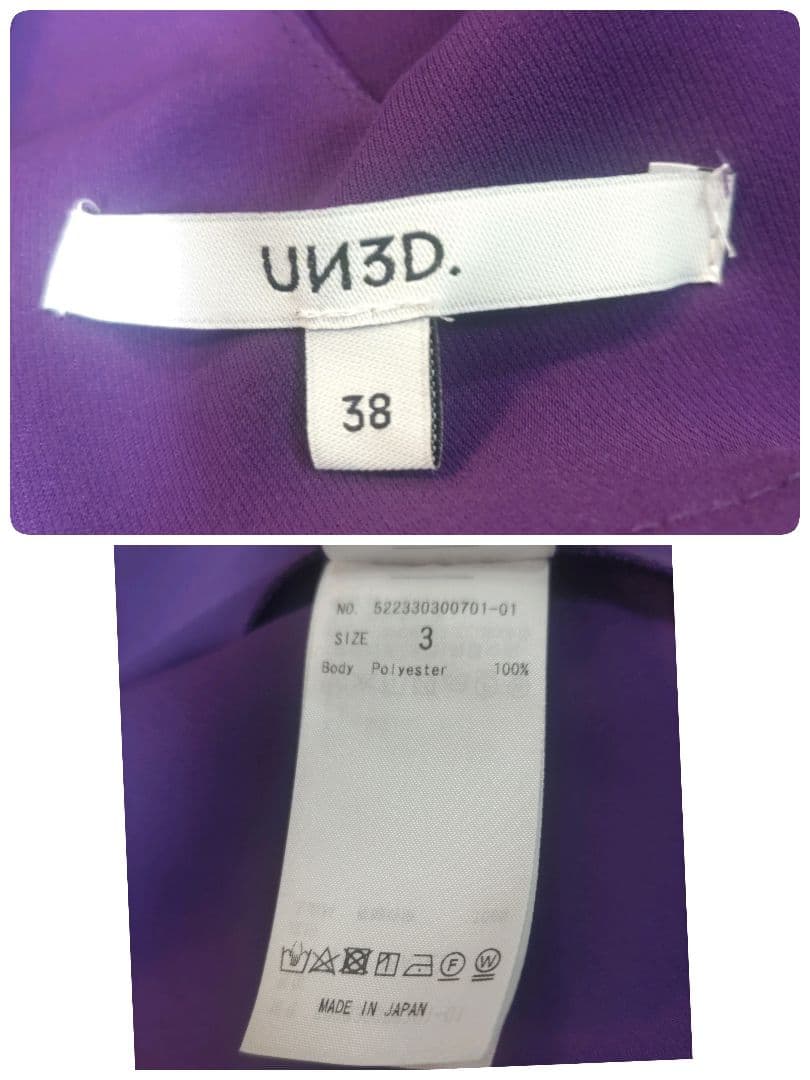 UN3D.
38
NO. 522330300701-01
SIZE 3
Body Polyester 100%
F W
MADE IN JAPAN